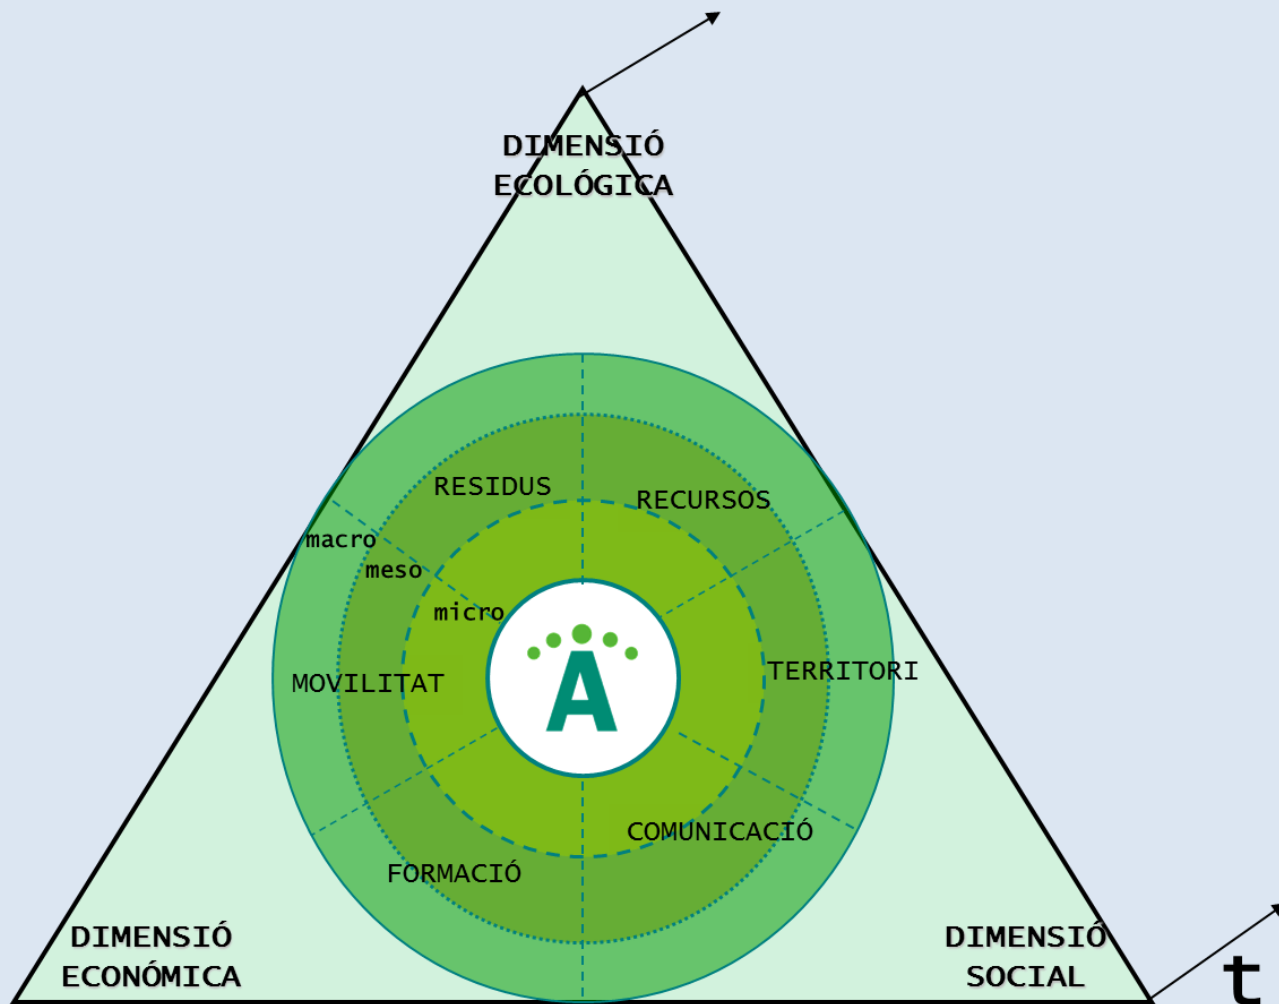 DIMENSIÓ
ECOLÓGICA
RESIDUS
RECURSOS
macro
meso
micro
A
MOVILITAT
TERRITORI
COMUNICACIÓ
FORMACIÓ
DIMENSIÓ
ECONÓMICA
DIMENSIÓ
SOCIAL
t